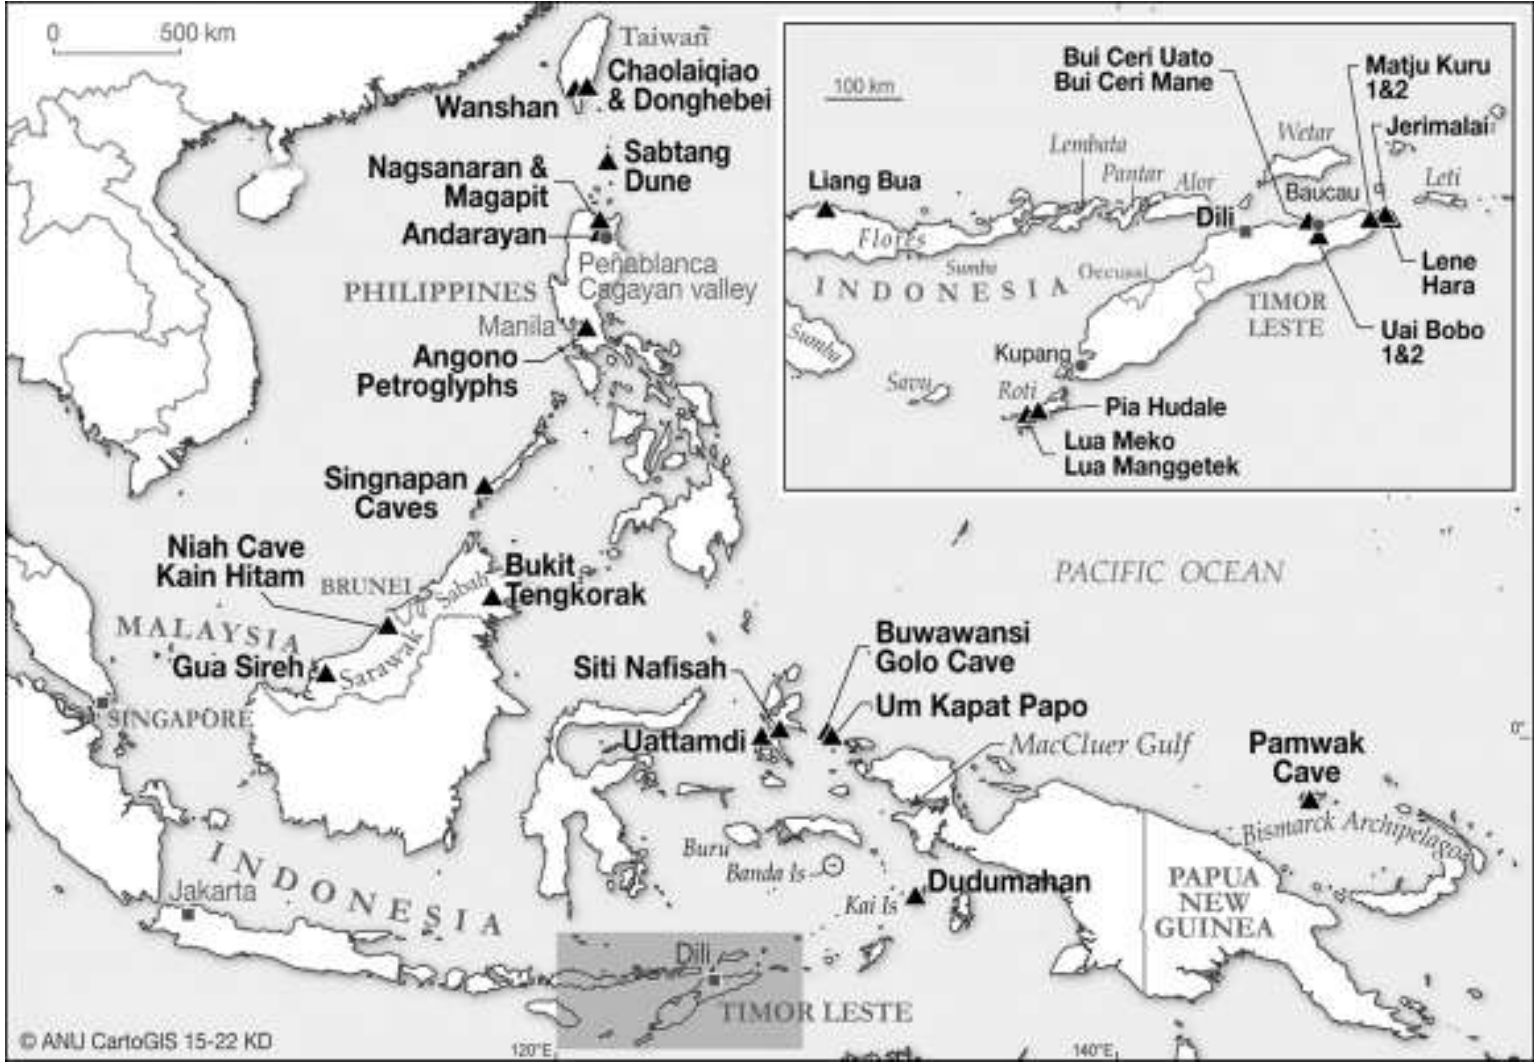 0 500 km
Taiwan
Chaolaiqiao
& Donghebei
Wanshan
Sabtang
Dune
Nagsanaran &
Magapit
Andarayan
Peñablanca
Cagayan valley
PHILIPPINES
Manila
Angono
Petroglyphs
Singnapan
Caves
Niah Cave
Kain Hitam
BRUNEI
Sabah
Bukit
Tengkorak
MALAYSIA
Gua Sireh
Sarawak
SINGAPORE
Siti Nafisah
Uattamdi
Buwawansi
Golo Cave
Um Kapat Papo
MacCluer Gulf
PACIFIC OCEAN
0°
Pamwak
Cave
Bismarck Archipelago
Buru
Banda Is
Kai Is
Dudumahan
PAPUA
NEW
GUINEA
INDONESIA
Jakarta
Dili
TIMOR LESTE
120°E
140°E
© ANU CartoGIS 15-22 KD
100 km
Bui Ceri Uato
Bui Ceri Mane
Matju Kuru
1&2
Jerimalai
Wetar
Lembata
Pantar
Alor
Baucau
Leti
Liang Bua
Dili
Flores
Sumba
Oecussi
INDONESIA
Lene
Hara
TIMOR
LESTE
Uai Bobo
1&2
Sumba
Kupang
Savu
Roti
Pia Hudale
Lua Meko
Lua Manggetek